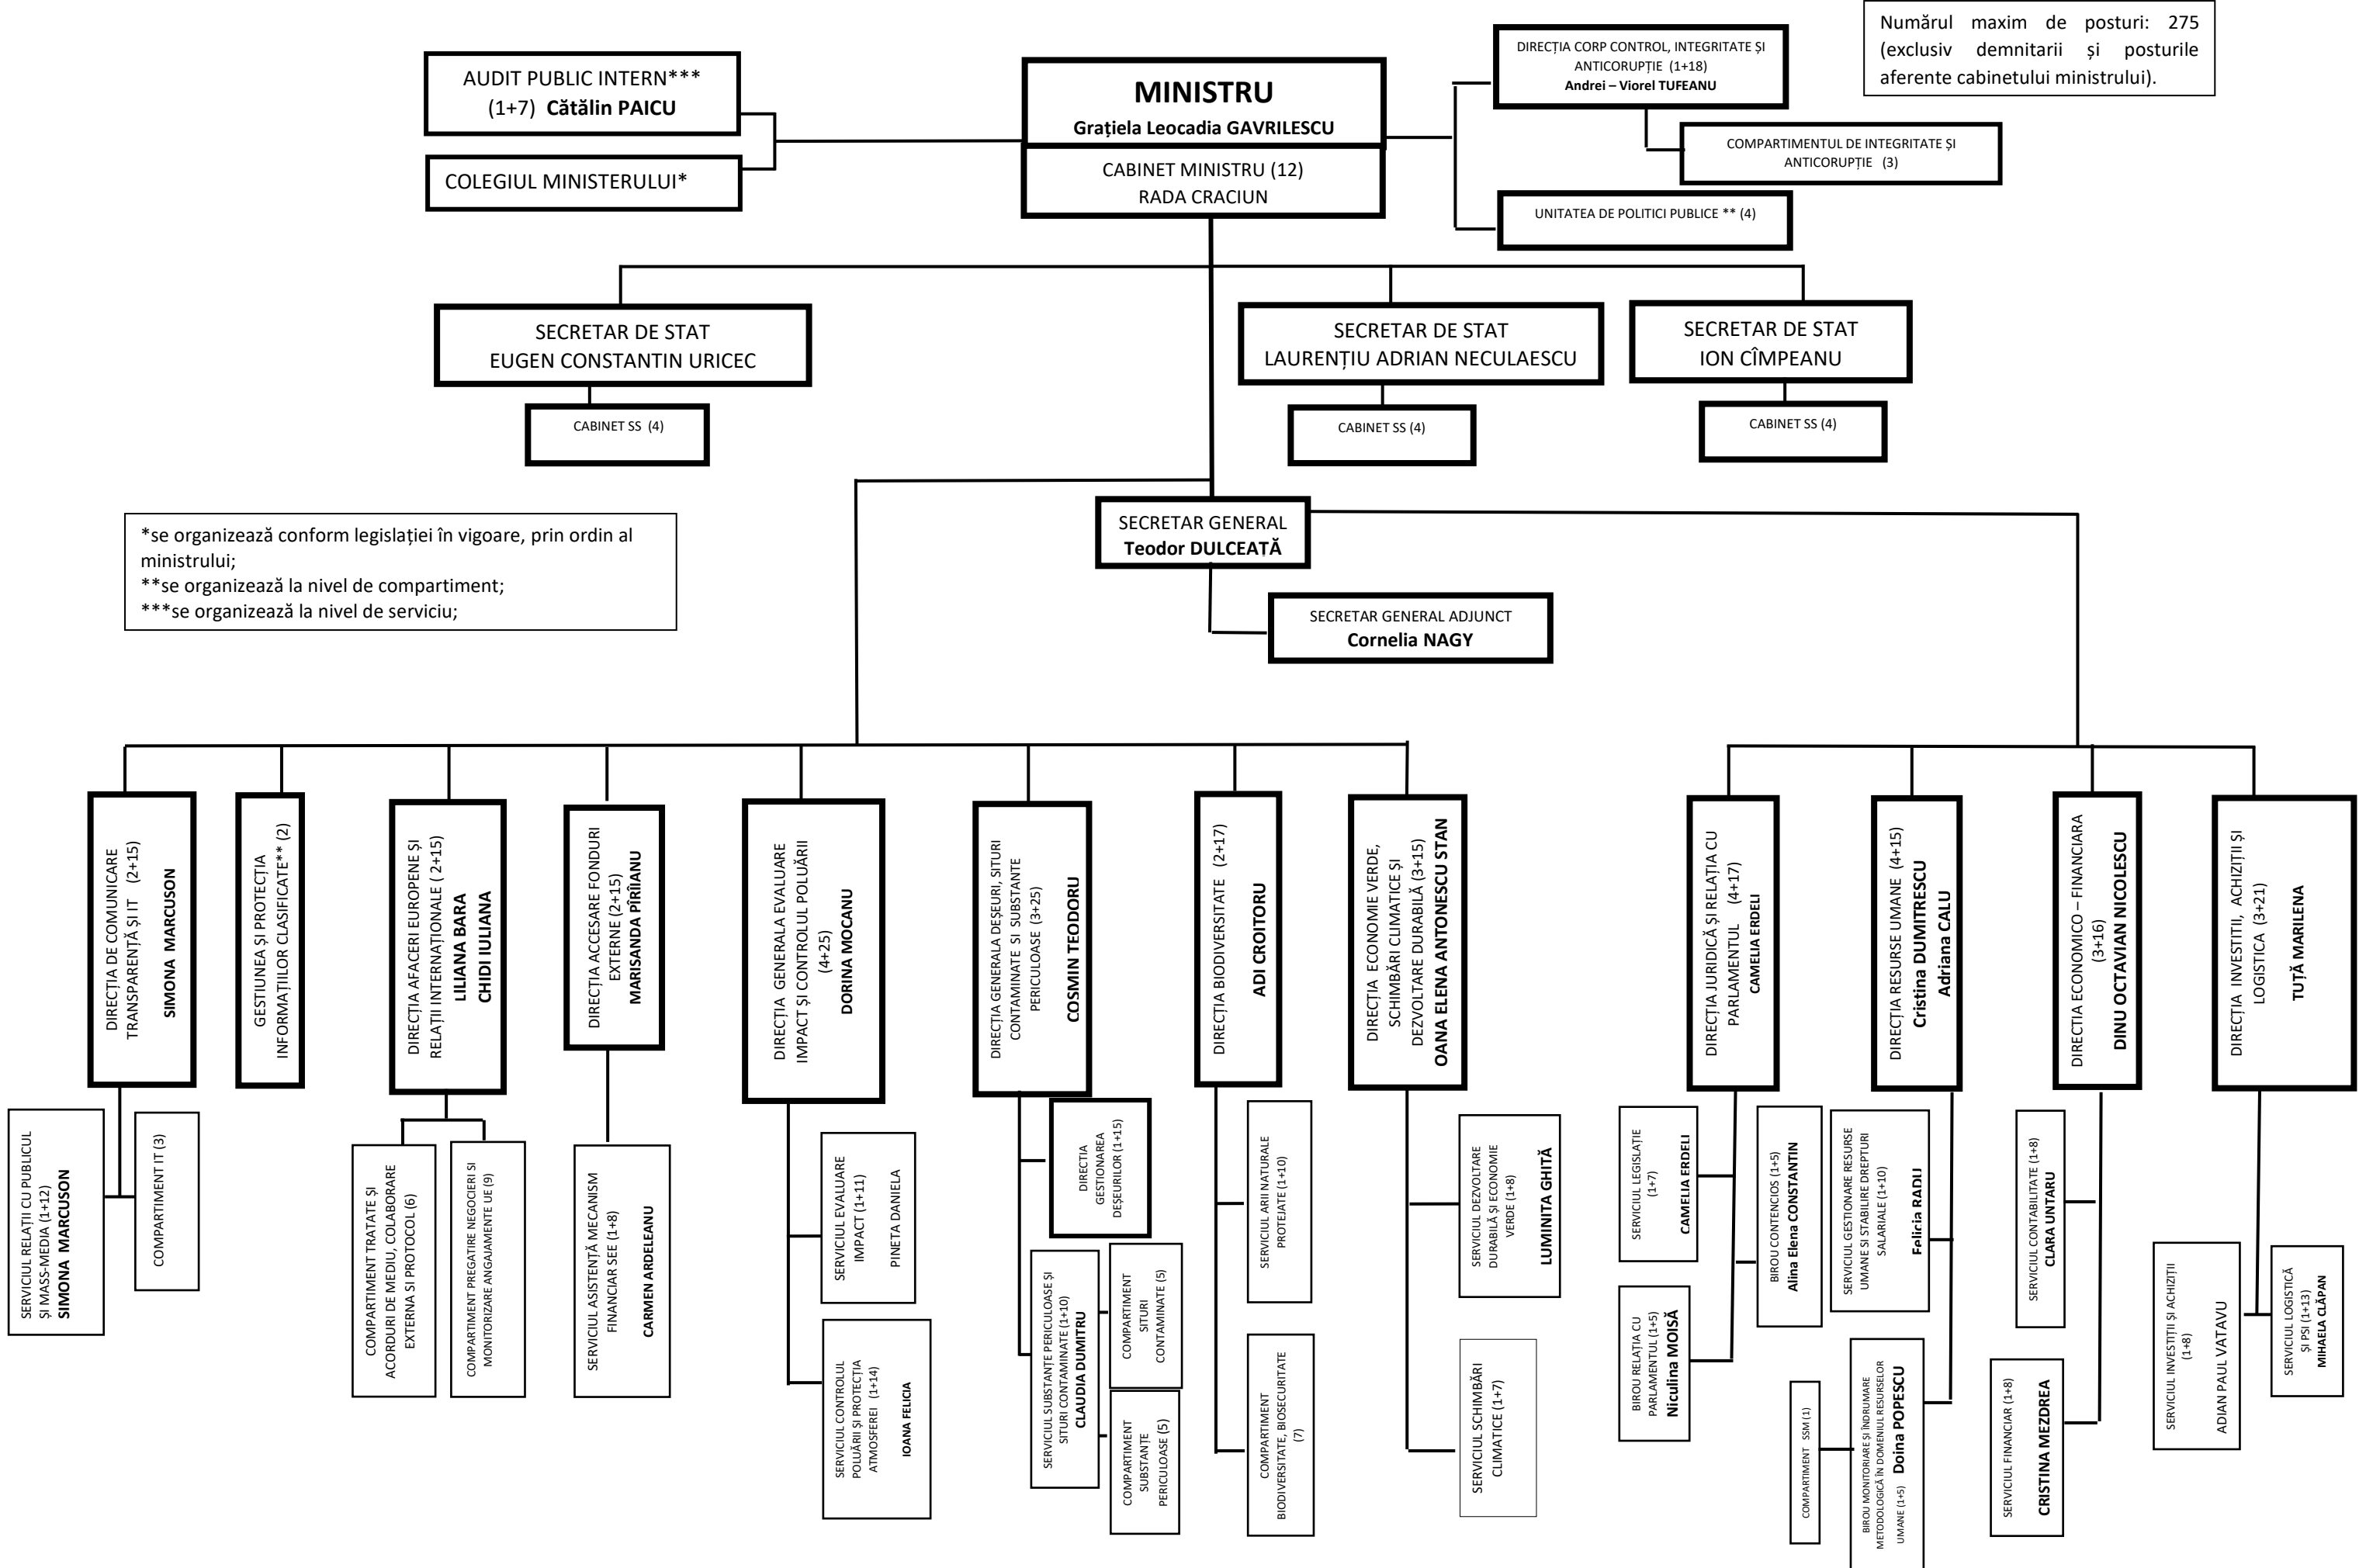 Numărul maxim de posturi: 275
(exclusiv demnitarii și posturile
aferente cabinetului ministrului).
AUDIT PUBLIC INTERN***
(1+7) Cătălin PAICU
COLEGIUL MINISTERULUI*
MINISTRU
Grațiela Leocadia GAVRILESCU
CABINET MINISTRU (12)
RADA CRACIUN
DIRECȚIA CORP CONTROL, INTEGRITATE ȘI
ANTICORUPȚIE (1+18)
Andrei – Viorel TUFEANU
COMPARTIMENTUL DE INTEGRITATE ȘI
ANTICORUPȚIE (3)
UNITATEA DE POLITICI PUBLICE ** (4)
SECRETAR DE STAT
EUGEN CONSTANTIN URICEC
CABINET SS (4)
SECRETAR DE STAT
LAURENȚIU ADRIAN NECULAESCU
CABINET SS (4)
SECRETAR DE STAT
ION CÎMPEANU
CABINET SS (4)
*se organizează conform legislației în vigoare, prin ordin al
ministrului;
**se organizează la nivel de compartiment;
***se organizează la nivel de serviciu;
SECRETAR GENERAL
Teodor DULCEAȚĂ
SECRETAR GENERAL ADJUNCT
Cornelia NAGY
DIRECȚIA DE COMUNICARE
TRANSPARENȚĂ ȘI IT (2+15)
SIMONA MARCUSON
GESTIUNEA ȘI PROTECȚIA
INFORMAȚIILOR CLASIFICATE** (2)
DIRECȚIA AFACERI EUROPENE ȘI
RELAȚII INTERNAȚIONALE ( 2+15)
LILIANA BARA
CHIDI IULIANA
DIRECȚIA ACCESARE FONDURI
EXTERNE (2+15)
MARISANDA PÎRÎIANU
DIRECȚIA GENERALA EVALUARE
IMPACT ȘI CONTROLUL POLUĂRII
(4+25)
DORINA MOCANU
DIRECȚIA GENERALA DEȘEURI, SITURI
CONTAMINATE SI SUBSTANTE
PERICULOASE (3+25)
COSMIN TEODORU
DIRECȚIA BIODIVERSITATE (2+17)
ADI CROITORU
DIRECȚIA ECONOMIE VERDE,
SCHIMBĂRI CLIMATICE ȘI
DEZVOLTARE DURABILĂ (3+15)
OANA ELENA ANTONESCU STAN
DIRECȚIA JURIDICĂ ȘI RELAȚIA CU
PARLAMENTUL (4+17)
CAMELIA ERDELI
DIRECȚIA RESURSE UMANE (4+15)
Cristina DUMITRESCU
Adriana CALU
DIRECTIA ECONOMICO – FINANCIARA
(3+16)
DINU OCTAVIAN NICOLESCU
DIRECȚIA INVESTITII, ACHIZIȚII ȘI
LOGISTICA (3+21)
TUȚĂ MARILENA
SERVICIUL RELAȚII CU PUBLICUL
ȘI MASS-MEDIA (1+12)
SIMONA MARCUSON
COMPARTIMENT IT (3)
COMPARTIMENT TRATATE ȘI
ACORDURI DE MEDIU, COLABORARE
EXTERNA SI PROTOCOL (6)
COMPARTIMENT PREGATIRE NEGOCIERI SI
MONITORIZARE ANGAJAMENTE UE (9)
SERVICIUL ASISTENȚĂ MECANISM
FINANCIAR SEE (1+8)
CARMEN ARDELEANU
SERVICIUL EVALUARE
IMPACT (1+11)
PINETA DANIELA
SERVICIUL CONTROLUL
POLUĂRII ȘI PROTECȚIA
ATMOSFEREI (1+14)
IOANA FELICIA
DIRECTIA
GESTIONAREA
DEȘEURILOR (1+15)
SERVICIUL SUBSTANȚE PERICULOASE ȘI
SITURI CONTAMINATE (1+10)
CLAUDIA DUMITRU
COMPARTIMENT
SITURI
CONTAMINATE (5)
COMPARTIMENT
SUBSTANȚE
PERICULOASE (5)
SERVICIUL ARII NATURALE
PROTEJATE (1+10)
COMPARTIMENT
BIODIVERSITATE, BIOSECURITATE
(7)
SERVICIUL DEZVOLTARE
DURABILĂ ȘI ECONOMIE
VERDE (1+8)
LUMINITA GHITĂ
SERVICIUL SCHIMBĂRI
CLIMATICE (1+7)
SERVICIUL LEGISLAȚIE
(1+7)
CAMELIA ERDELI
BIROU CONTENCIOS (1+5)
Alina Elena CONSTANTIN
BIROU RELAȚIA CU
PARLAMENTUL (1+5)
Niculina MOISĂ
SERVICIUL GESTIONARE RESURSE
UMANE SI STABILIRE DREPTURI
SALARIALE (1+10)
Felicia RADU
COMPARTIMENT SSM (1)
BIROU MONITORIARE ȘI ÎNDRUMARE
METODOLOGICĂ ÎN DOMENIUL RESURSELOR
UMANE (1+5) Doina POPESCU
SERVICIUL CONTABILITATE (1+8)
CLARA UNTARU
SERVICIUL FINANCIAR (1+8)
CRISTINA MEZDREA
SERVICIUL INVESTIȚII ȘI ACHIZIȚII
(1+8)
ADIAN PAUL VATAVU
SERVICIUL LOGISTICĂ
ȘI PSI (1+13)
MIHAELA CLĂPAN